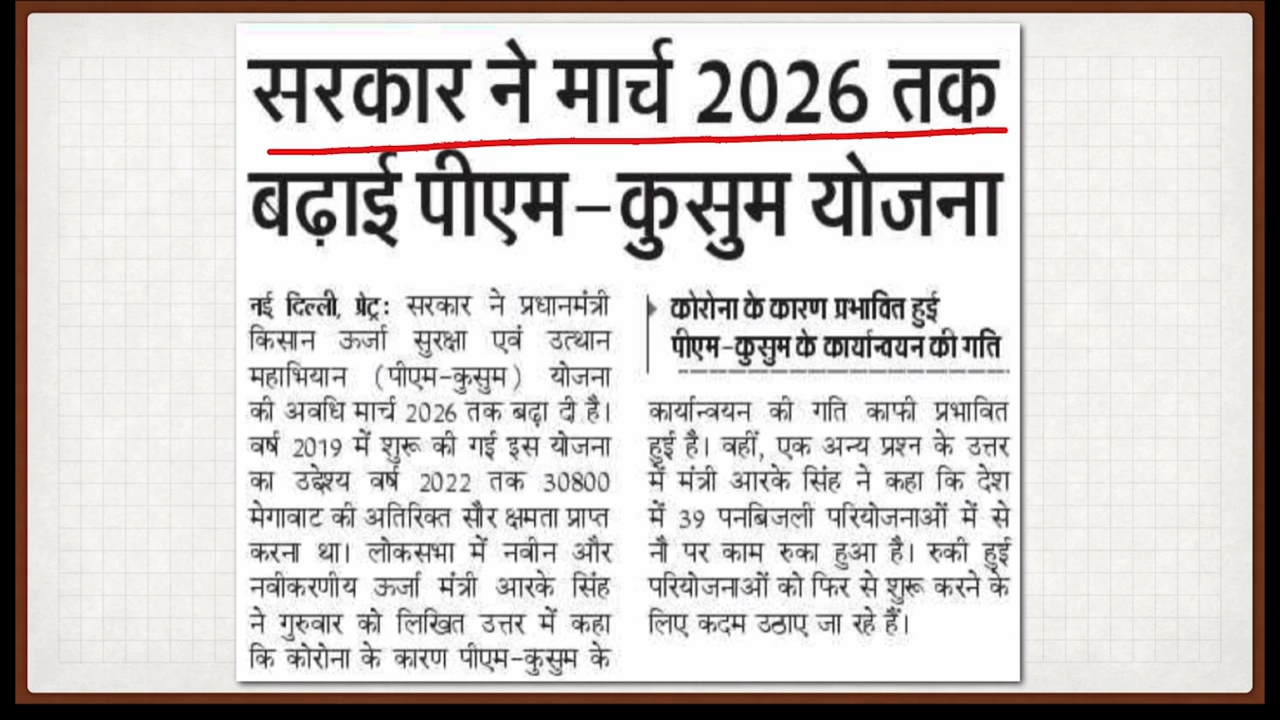 सरकार ने मार्च 2026 तक
बढ़ाई पीएम-कुसुम योजना
नई दिल्ली, प्रेट्र: सरकार ने प्रधानमंत्री
किसान ऊर्जा सुरक्षा एवं उत्थान
महाभियान (पीएम-कुसुम) योजना
की अवधि मार्च 2026 तक बढ़ा दी है।
वर्ष 2019 में शुरू की गई इस योजना
का उद्देश्य वर्ष 2022 तक 30800
मेगावाट की अतिरिक्त सौर क्षमता प्राप्त
करना था। लोकसभा में नवीन और
नवीकरणीय ऊर्जा मंत्री आरके सिंह
ने गुरुवार को लिखित उत्तर में कहा
कि कोरोना के कारण पीएम-कुसुम के
कोरोना के कारण प्रभावित हुई
पीएम-कुसुम के कार्यान्वयन की गति
कार्यान्वयन की गति काफी प्रभावित
हुई है। वहीं, एक अन्य प्रश्न के उत्तर
में मंत्री आरके सिंह ने कहा कि देश
में 39 पनबिजली परियोजनाओं में से
नौ पर काम रुका हुआ है। रुकी हुई
परियोजनाओं को फिर से शुरू करने के
लिए कदम उठाए जा रहे हैं।